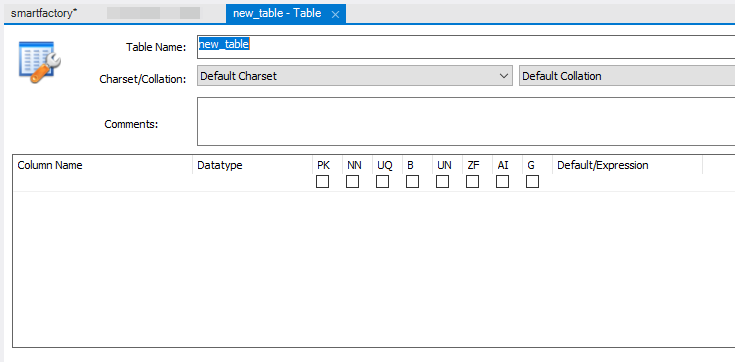 smartfactory*
new_table - Table
Table Name: new_table
Charset/Collation: Default Charset Default Collation
Comments:
Column Name Datatype PK NN UQ B UN ZF AI G Default/Expression